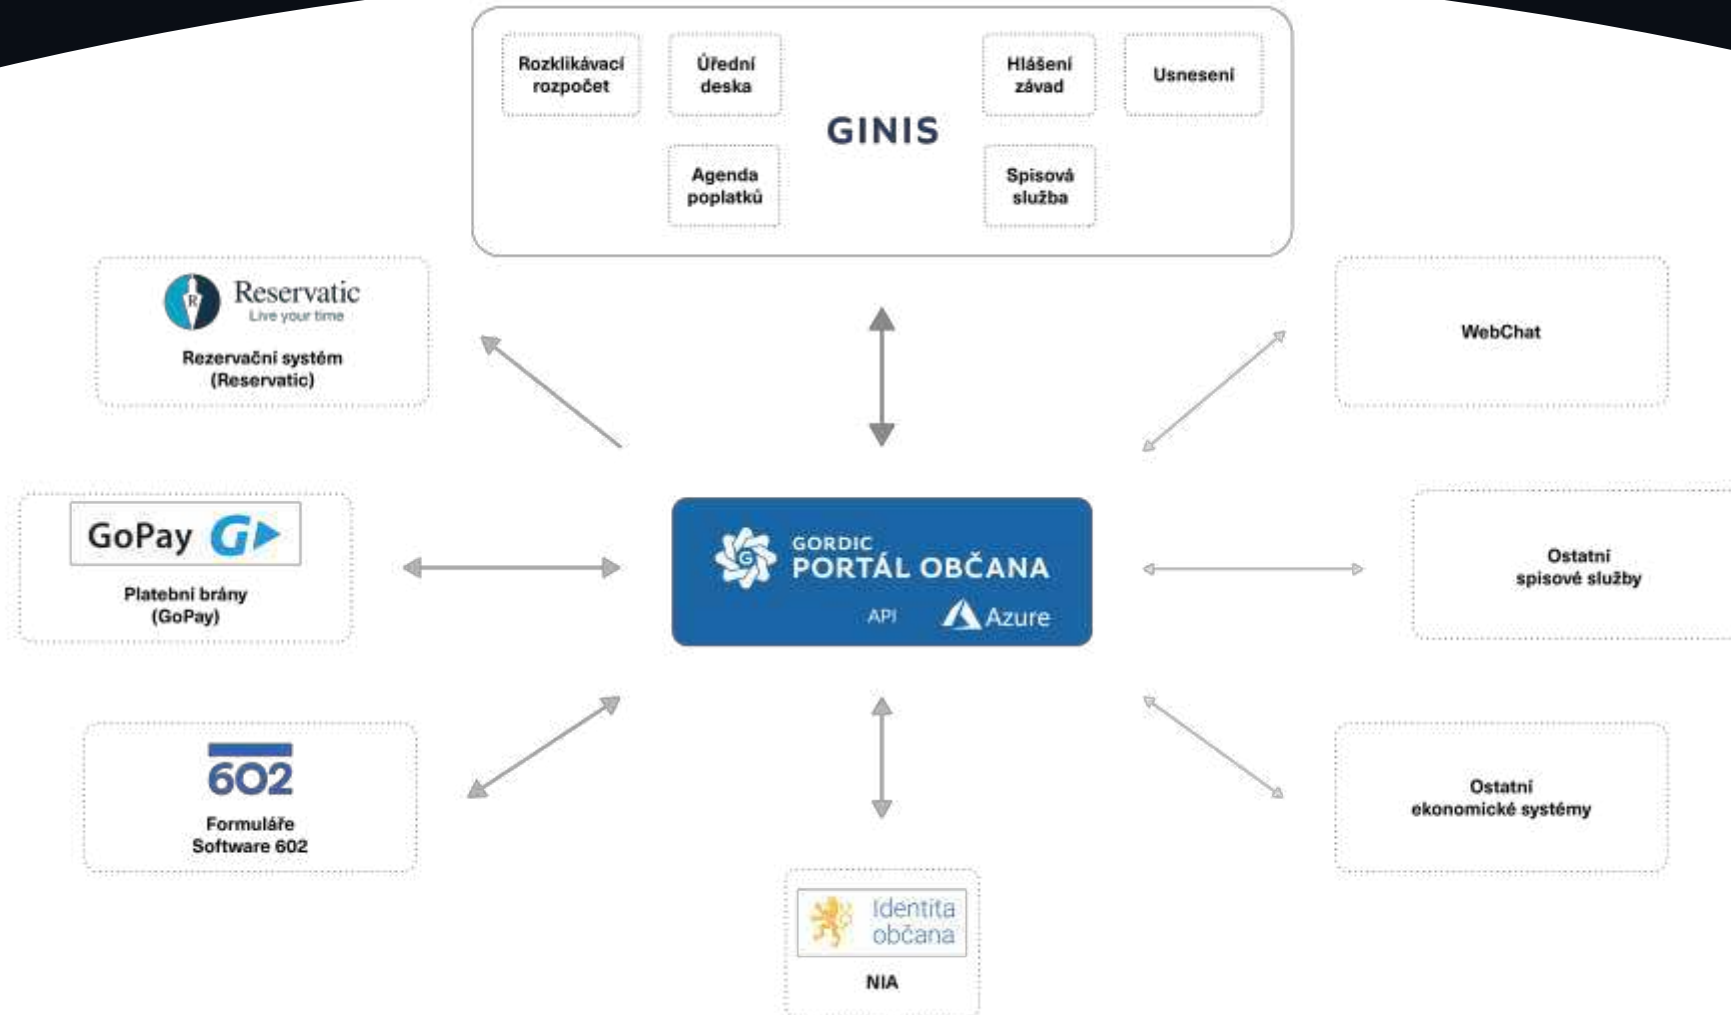 Rozklikávací
rozpočet
Úřední
deska
Hlášení
závad
Usnesení
GINIS
Agenda
poplatků
Spisová
služba
R
Reservatic
Live your time
Rezervační systém
(Reservatic)
WebChat
GoPay G
Platební brány
(GoPay)
G
GORDIC
PORTÁL OBČANA
API
Azure
Ostatní
spisové služby
602
Formuláře
Software 602
Ostatní
ekonomické systémy
Identita
občana
NIA